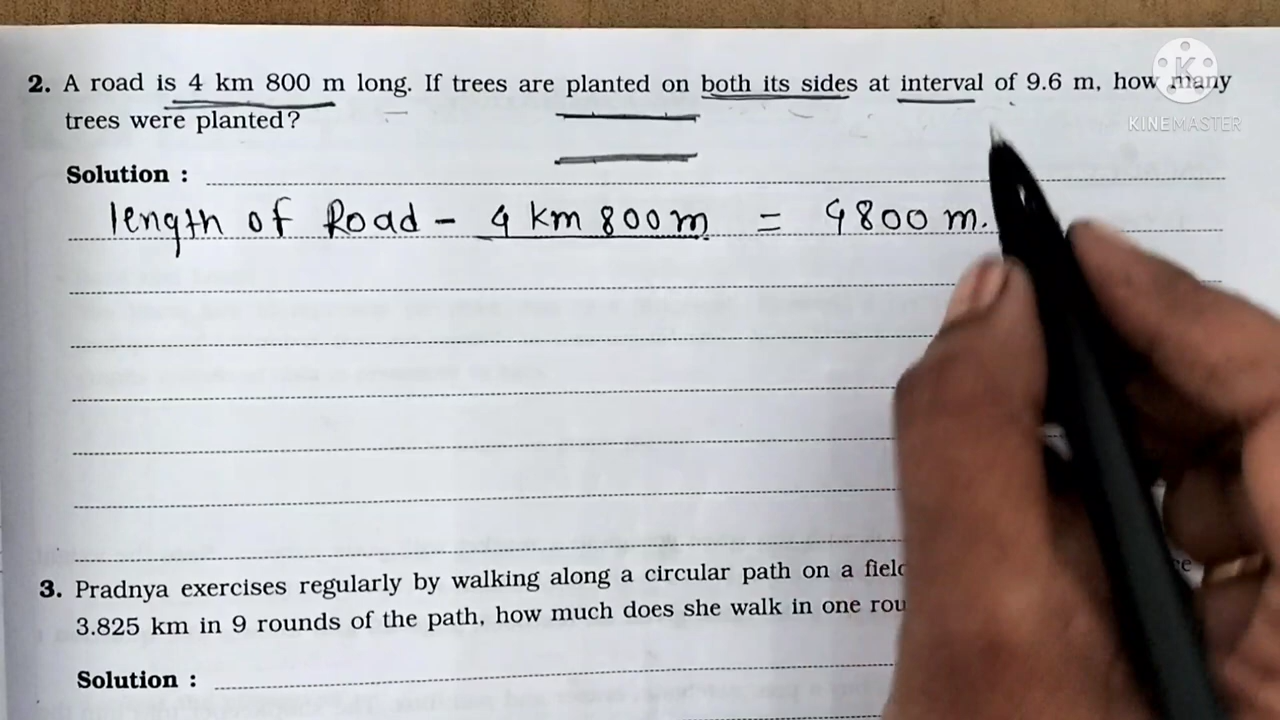 2. A road is 4 km 800 m long. If trees are planted on both its sides at interval of 9.6 m, how many
trees were planted?
KINEMASTER
Solution :
length of Road - 4 km 800 m = 4800 m.
3. Pradnya exercises regularly by walking along a circular path on a
3.825 km in 9 rounds of the path, how much does she walk in one
Solution :